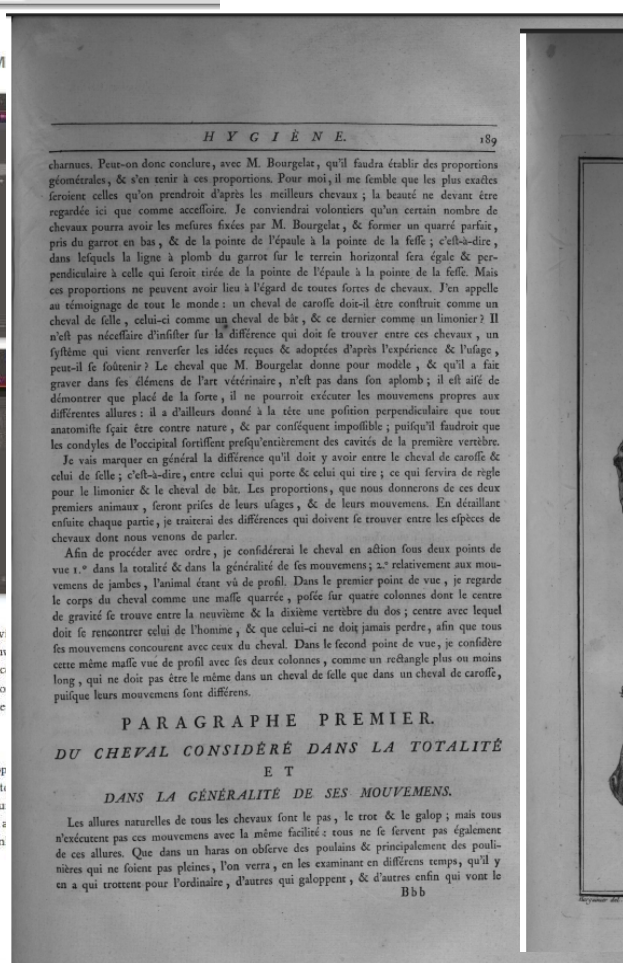 HYGIÈNE. 189
charnues. Peut-on donc conclure, avec M. Bourgelat, qu'il faudra établir des proportions
géométrales, & s'en tenir à ces proportions. Pour moi, il me ſemble que les plus exactes
ſeroient celles qu'on prendroit d'après les meilleurs chevaux ; la beauté ne devant être
regardée ici que comme acceſſoire. Je conviendrai volontiers qu'un certain nombre de
chevaux pourra avoir les meſures fixées par M. Bourgelat, & former un quarré parfait,
pris du garrot en bas, & de la pointe de l'épaule à la pointe de la feſſe ; c'eſt-à-dire,
dans leſquels la ligne à plomb du garrot ſur le terrein horizontal ſera égale & per-
pendiculaire à celle qui ſeroit tirée de la pointe de l'épaule à la pointe de la feſſe. Mais
ces proportions ne peuvent avoir lieu à l'égard de toutes ſortes de chevaux. J'en appelle
au témoignage de tout le monde : un cheval de caroſſe doit-il être conſtruit comme un
cheval de ſelle, celui-ci comme un cheval de bât, & ce dernier comme un limonier ? Il
n'eſt pas néceſſaire d'inſiſter ſur la différence qui doit ſe trouver entre ces chevaux, un
ſyſtême qui vient renverſer les idées reçues & adoptées d'après l'expérience & l'uſage,
peut-il ſe ſoûtenir ? Le cheval que M. Bourgelat donne pour modèle, & qu'il a fait
graver dans ſes élémens de l'art vétérinaire, n'eſt pas dans ſon aplomb ; il eſt aiſé de
démontrer que placé de la ſorte, il ne pourroit exécuter les mouvemens propres aux
différentes allures : il a d'ailleurs donné à la tête une poſition perpendiculaire que tout
anatomiſte ſçait être contre nature, & par conſéquent impoſſible ; puiſqu'il faudroit que
les condyles de l'occipital ſortiſſent preſqu'entièrement des cavités de la première vertèbre.
Je vais marquer en général la différence qu'il doit y avoir entre le cheval de caroſſe &
celui de ſelle ; c'eſt-à-dire, entre celui qui porte & celui qui tire ; ce qui ſervira de règle
pour le limonier & le cheval de bât. Les proportions, que nous donnerons de ces deux
premiers animaux, ſeront priſes de leurs uſages, & de leurs mouvemens. En détaillant
enſuite chaque partie, je traiterai des différences qui doivent ſe trouver entre les eſpèces de
chevaux dont nous venons de parler.
Afin de procéder avec ordre, je conſidérerai le cheval en action ſous deux points de
vue 1.° dans la totalité & dans la généralité de ſes mouvemens ; 2.° relativement aux mou-
vemens de jambes, l'animal étant vû de profil. Dans le premier point de vue, je regarde
le corps du cheval comme une maſſe quarrée, poſée ſur quatre colonnes dont le centre
de gravité ſe trouve entre la neuvième & la dixième vertèbre du dos ; centre avec lequel
doit ſe rencontrer celui de l'homme, & que celui-ci ne doit jamais perdre, afin que tous
ſes mouvemens concourent avec ceux du cheval. Dans le ſecond point de vue, je conſidère
cette même maſſe vue de profil avec ſes deux colonnes, comme un rectangle plus ou moins
long, qui ne doit pas être le même dans un cheval de ſelle que dans un cheval de caroſſe,
puiſque leurs mouvemens ſont différens.
PARAGRAPHE PREMIER.
DU CHEVAL CONSIDÉRÉ DANS LA TOTALITÉ
ET
DANS LA GÉNÉRALITÉ DE SES MOUVEMENS.
Les allures naturelles de tous les chevaux ſont le pas, le trot & le galop ; mais tous
n'exécutent pas ces mouvemens avec la même facilité : tous ne ſe ſervent pas également
de ces allures. Que dans un haras on obſerve des poulains & principalement des pouli-
nières qui ne ſoient pas pleines, l'on verra, en les examinant en différens temps, qu'il y
en a qui trottent pour l'ordinaire, d'autres qui galoppent, & d'autres enfin qui vont le
Bbb